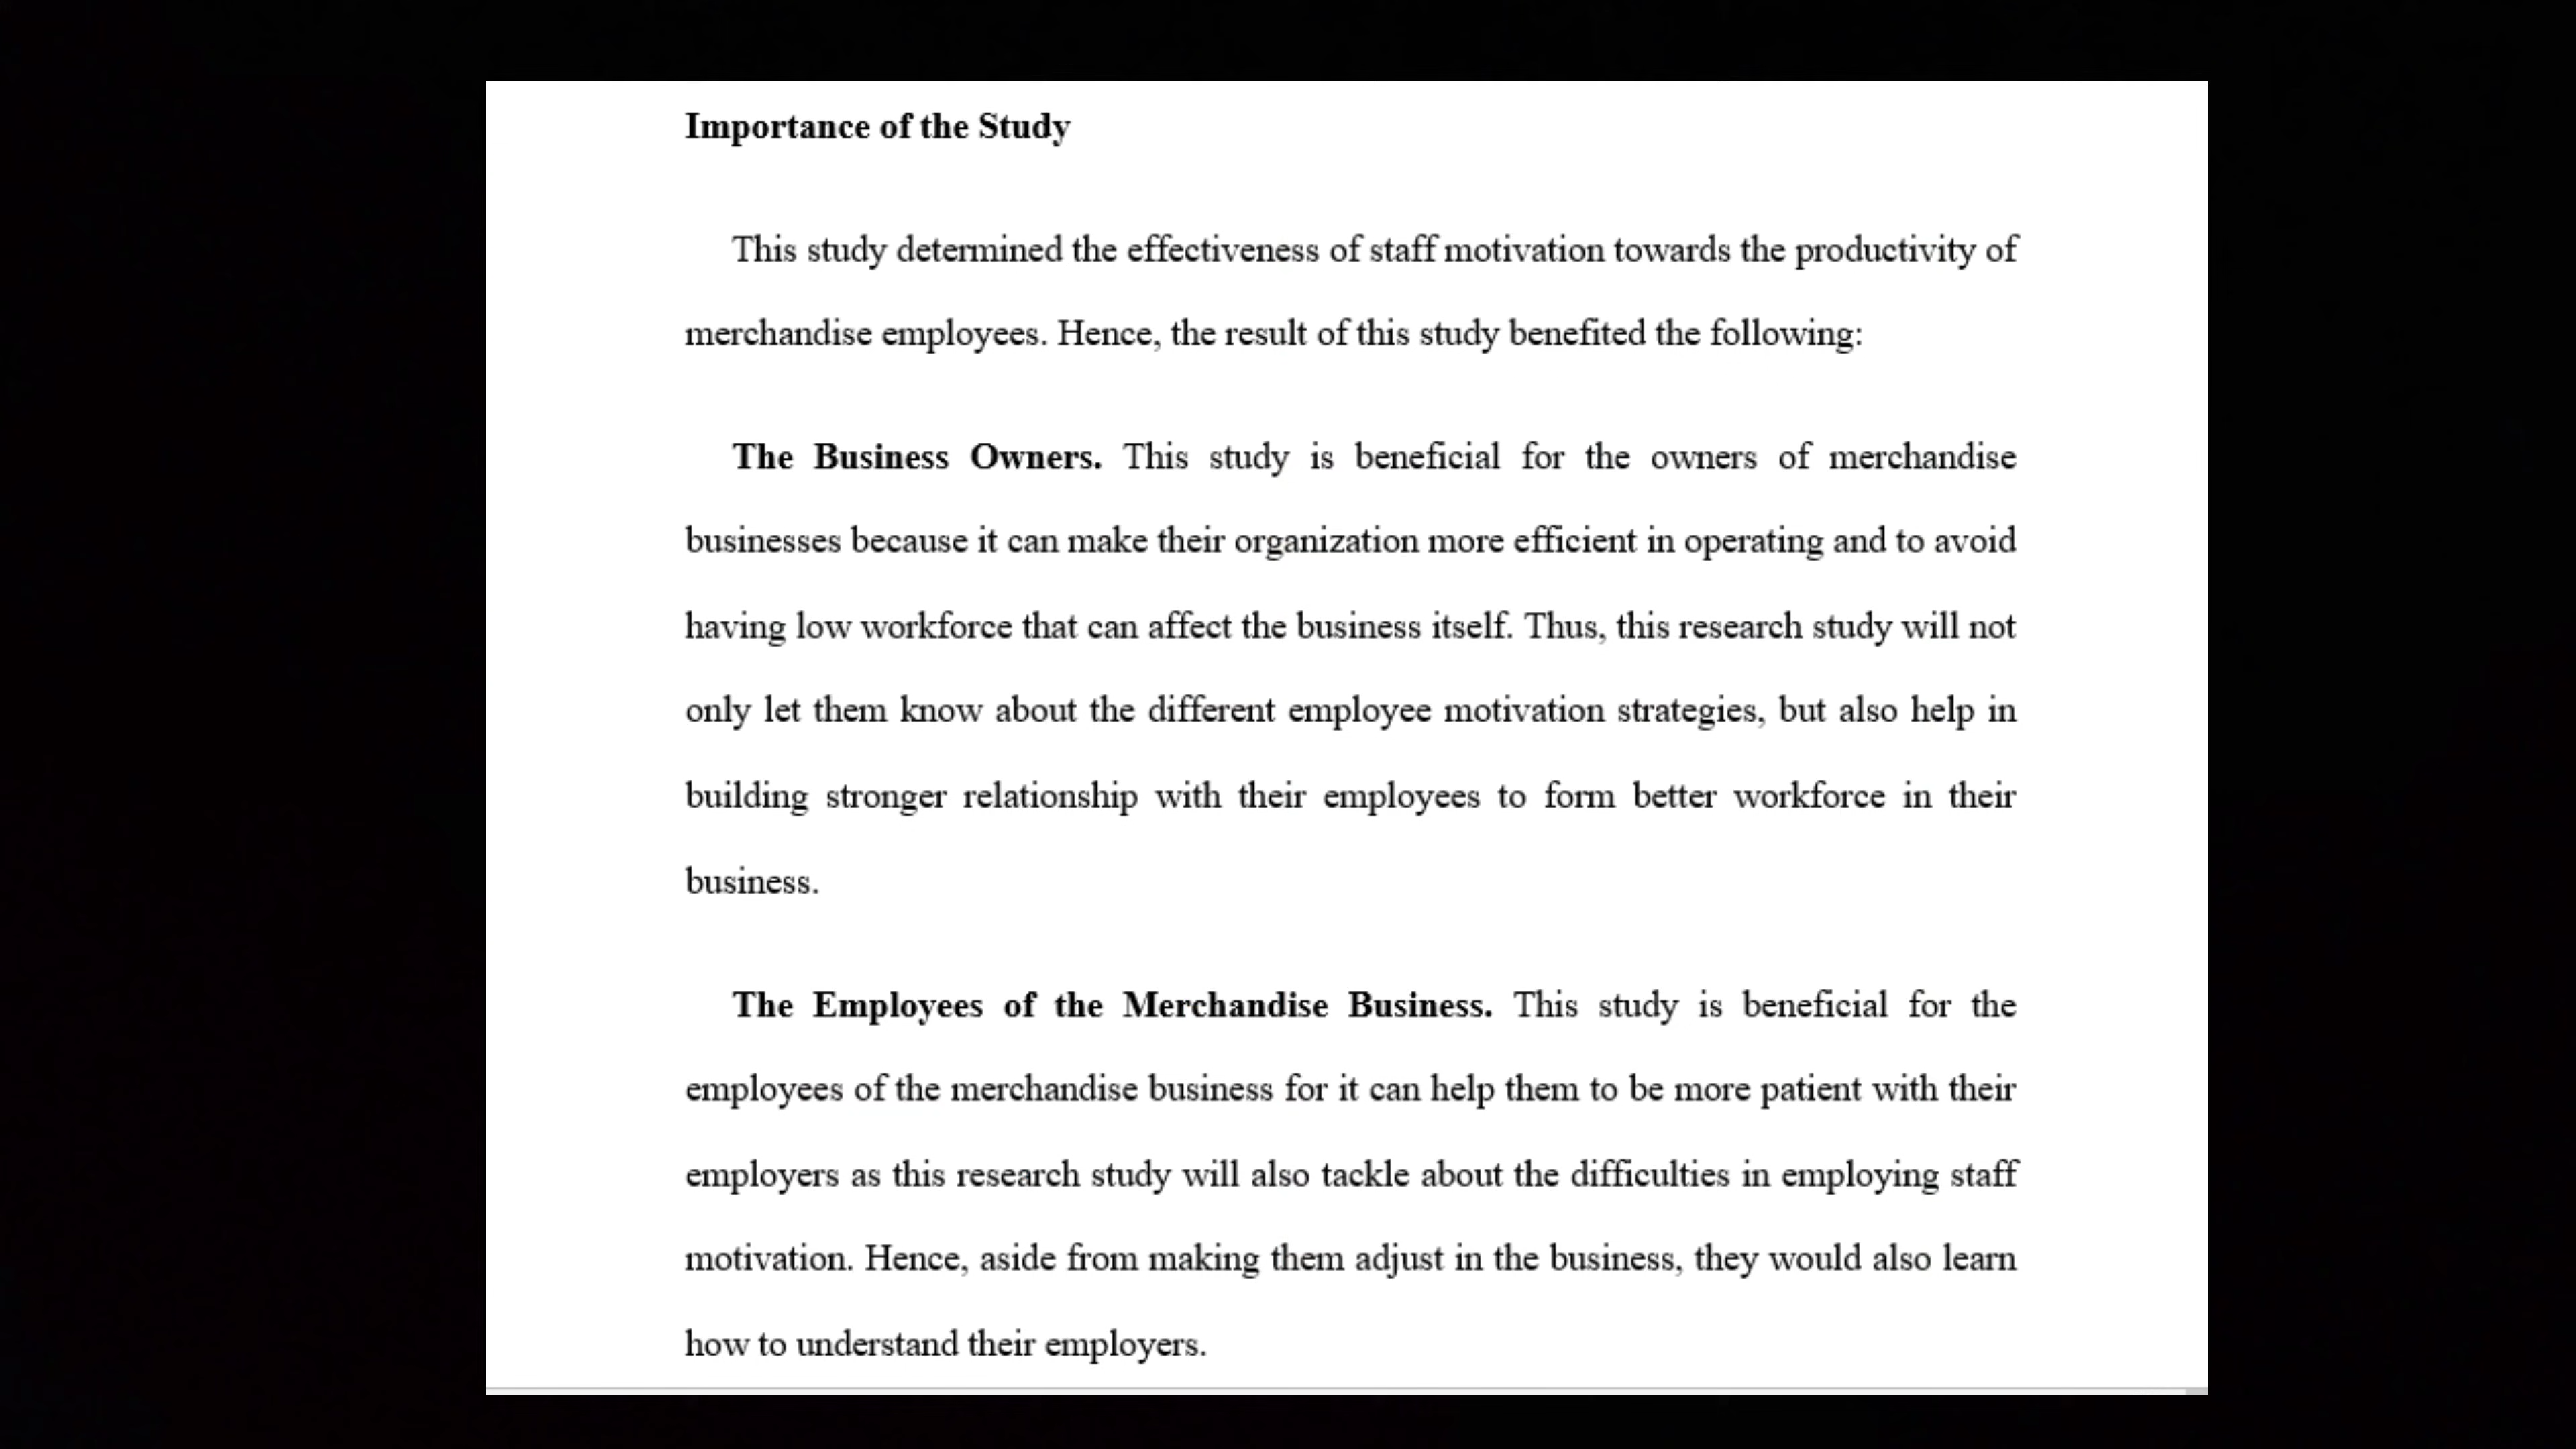 Importance of the Study
This study determined the effectiveness of staff motivation towards the productivity of
merchandise employees. Hence, the result of this study benefited the following:
The Business Owners. This study is beneficial for the owners of merchandise
businesses because it can make their organization more efficient in operating and to avoid
having low workforce that can affect the business itself. Thus, this research study will not
only let them know about the different employee motivation strategies, but also help in
building stronger relationship with their employees to form better workforce in their
business.
The Employees of the Merchandise Business. This study is beneficial for the
employees of the merchandise business for it can help them to be more patient with their
employers as this research study will also tackle about the difficulties in employing staff
motivation. Hence, aside from making them adjust in the business, they would also learn
how to understand their employers.